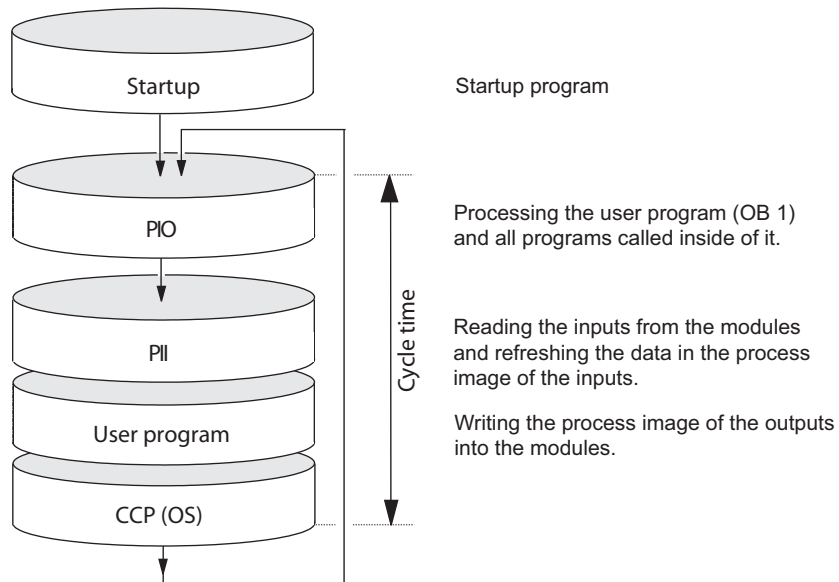 Startup
Startup program
PIO
Processing the user program (OB 1)
and all programs called inside of it.
Cycle time
PII
Reading the inputs from the modules
and refreshing the data in the process
image of the inputs.
User program
Writing the process image of the outputs
into the modules.
CCP (OS)